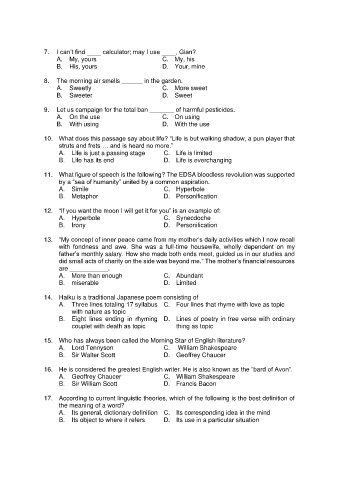 7. I can't find ____ calculator; may I use ____, Gian?
A. My, yours C. My, his
B. His, yours D. Your, mine
8. The morning air smells ______ in the garden.
A. Sweetly C. More sweet
B. Sweeter D. Sweet
9. Let us campaign for the total ban _______ of harmful pesticides.
A. On the use C. On using
B. With using D. With the use
10. What does this passage say about life? "Life is but walking shadow, a pun player that
struts and frets … and is heard no more."
A. Life is just a passing stage C. Life is limited
B. Life has its end D. Life is everchanging
11. What figure of speech is the following? The EDSA bloodless revolution was supported
by a "sea of humanity" united by a common aspiration.
A. Simile C. Hyperbole
B. Metaphor D. Personification
12. "If you want the moon I will get it for you" is an example of:
A. Hyperbole C. Synecdoche
B. Irony D. Personification
13. "My concept of inner peace came from my mother's daily activities which I now recall
with fondness and awe. She was a full-time housewife, wholly dependent on my
father's monthly salary. How she made both ends meet, guided us in our studies and
did small acts of charity on the side was beyond me." The mother's financial resources
are ___________.
A. More than enough C. Abundant
B. miserable D. Limited
14. Haiku is a traditional Japanese poem consisting of
A. Three lines totaling 17 syllabus C. Four lines that rhyme with love as topic
with nature as topic
B. Eight lines ending in rhyming D. Lines of poetry in free verse with ordinary
couplet with death as topic thing as topic
15. Who has always been called the Morning Star of English literature?
A. Lord Tennyson C. William Shakespeare
B. Sir Walter Scott D. Geoffrey Chaucer
16. He is considered the greatest English writer. He is also known as the "bard of Avon".
A. Geoffrey Chaucer C. William Shakespeare
B. Sir William Scott D. Francis Bacon
17. According to current linguistic theories, which of the following is the best definition of
the meaning of a word?
A. Its general, dictionary definition C. Its corresponding idea in the mind
B. Its object to where it refers D. Its use in a particular situation